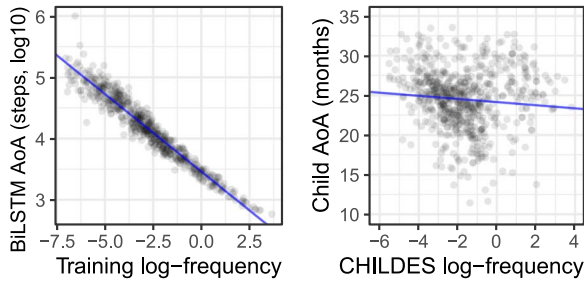 BiLSTM AoA (steps, log10)
6
5
4
3
−7.5 −5.0 −2.5 0.0 2.5
Training log−frequency
Child AoA (months)
35
30
25
20
15
10
−6 −4 −2 0 2 4
CHILDES log−frequency